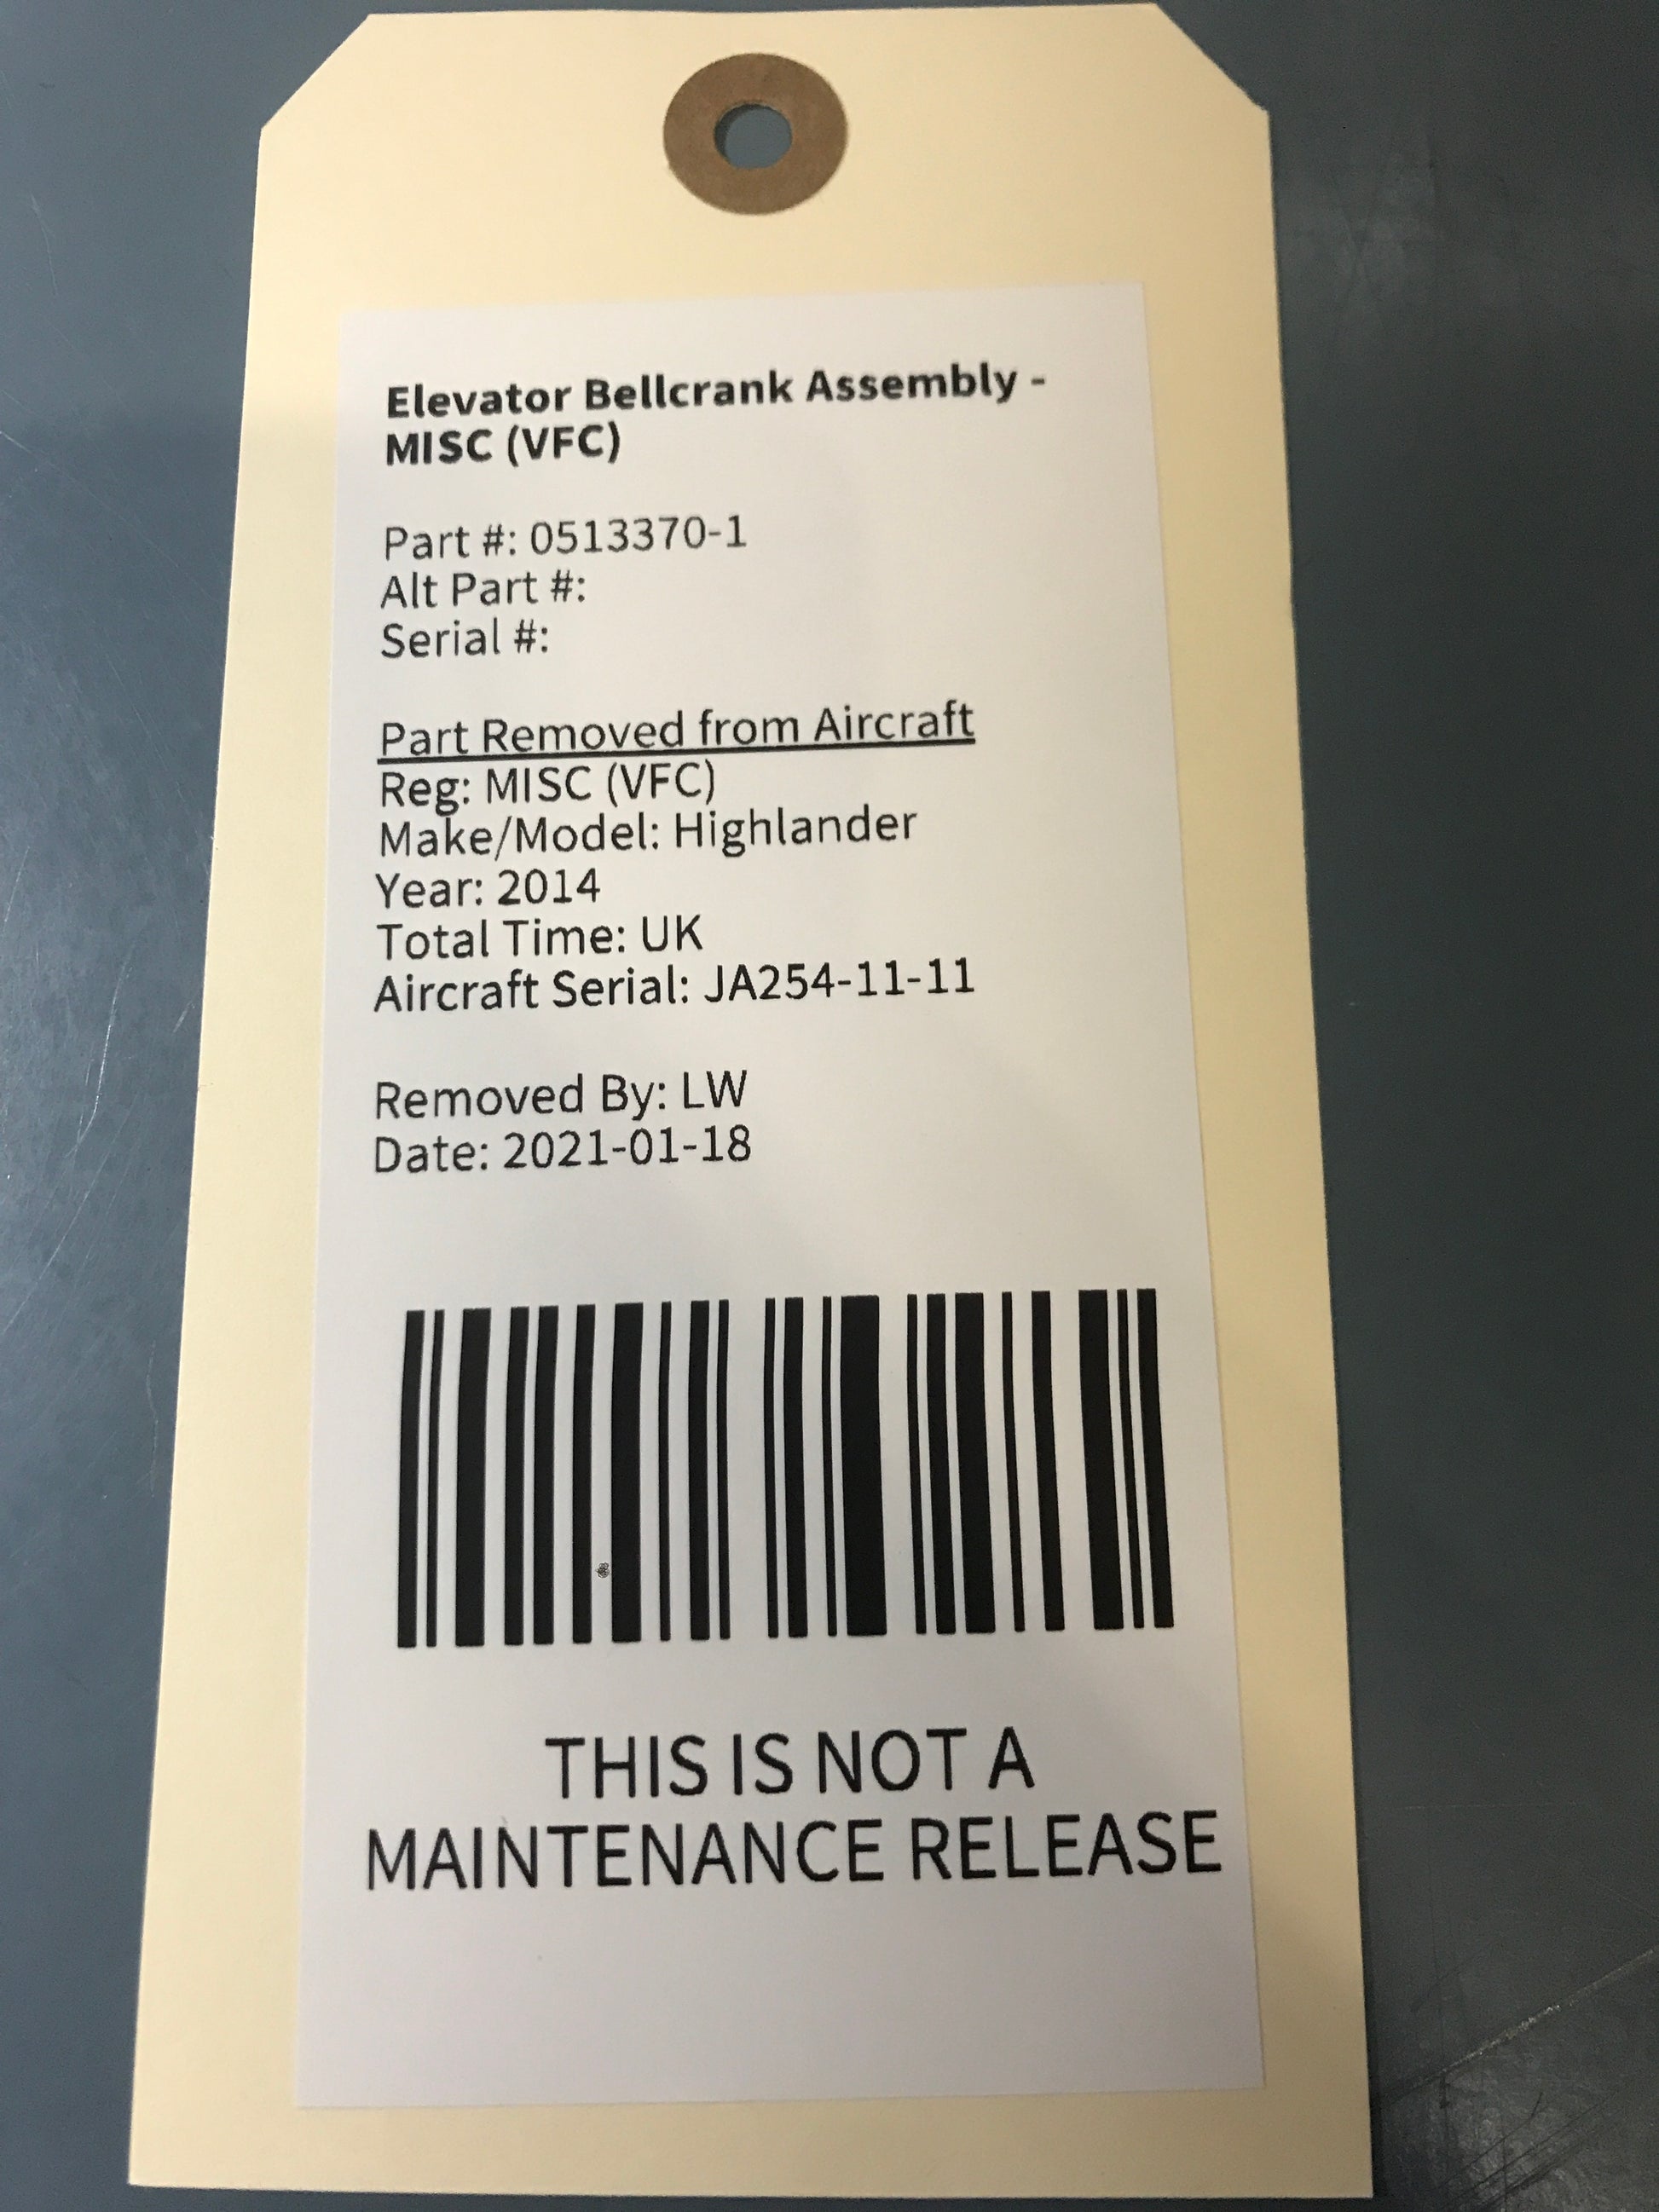 Elevator Bellcrank Assembly -
MISC (VFC)
Part #: 0513370-1
Alt Part #:
Serial #:
Part Removed from Aircraft
Reg: MISC (VFC)
Make/Model: Highlander
Year: 2014
Total Time: UK
Aircraft Serial: JA254-11-11
Removed By: LW
Date: 2021-01-18
THIS IS NOT A
MAINTENANCE RELEASE